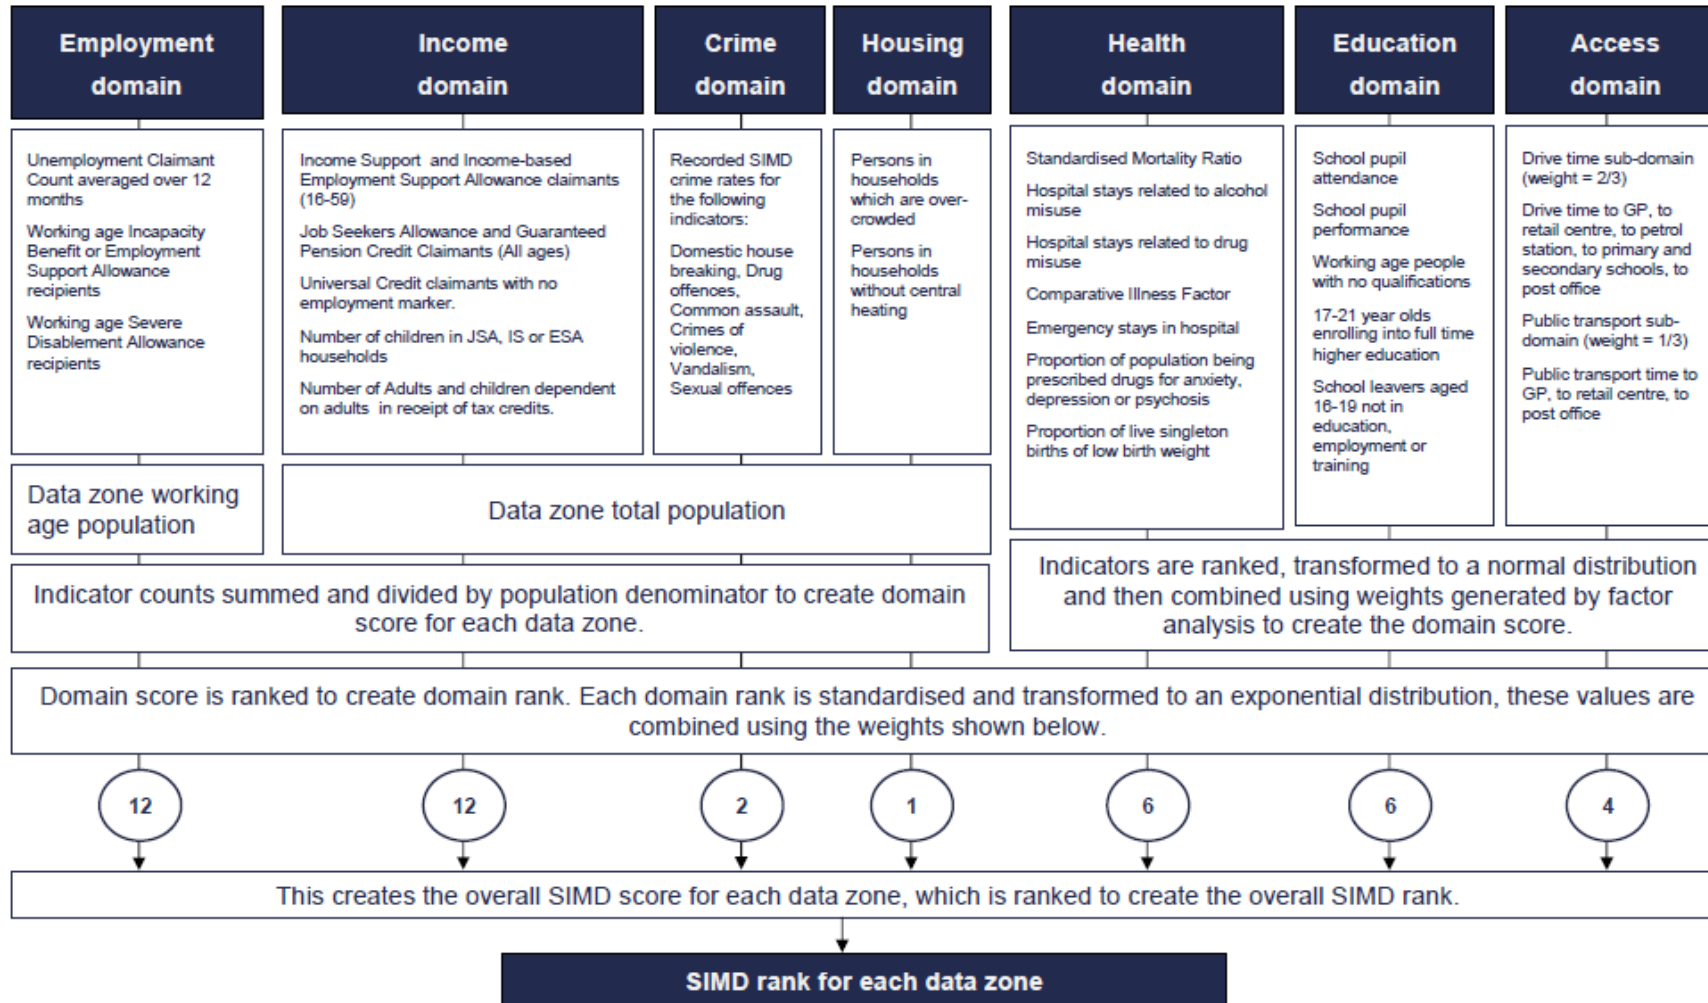 Employment
domain
Income
domain
Crime
domain
Housing
domain
Health
domain
Education
domain
Access
domain
Unemployment Claimant
Count averaged over 12
months
Working age Incapacity
Benefit or Employment
Support Allowance
recipients
Working age Severe
Disablement Allowance
recipients
Income Support and Income-based
Employment Support Allowance claimants
(16-59)
Job Seekers Allowance and Guaranteed
Pension Credit Claimants (All ages)
Universal Credit claimants with no
employment marker.
Number of children in JSA, IS or ESA
households
Number of Adults and children dependent
on adults in receipt of tax credits.
Recorded SIMD
crime rates for
the following
indicators:
Domestic house
breaking, Drug
offences,
Common assault,
Crimes of
violence,
Vandalism,
Sexual offences
Persons in
households
which are over-
crowded
Persons in
households
without central
heating
Standardised Mortality Ratio
Hospital stays related to alcohol
misuse
Hospital stays related to drug
misuse
Comparative Illness Factor
Emergency stays in hospital
Proportion of population being
prescribed drugs for anxiety,
depression or psychosis
Proportion of live singleton
births of low birth weight
School pupil
attendance
School pupil
performance
Working age people
with no qualifications
17-21 year olds
enrolling into full time
higher education
School leavers aged
16-19 not in
education,
employment or
training
Drive time sub-domain
(weight = 2/3)
Drive time to GP, to
retail centre, to petrol
station, to primary and
secondary schools, to
post office
Public transport sub-
domain (weight = 1/3)
Public transport time to
GP, to retail centre, to
post office
Data zone working
age population
Data zone total population
Indicator counts summed and divided by population denominator to create domain
score for each data zone.
Indicators are ranked, transformed to a normal distribution
and then combined using weights generated by factor
analysis to create the domain score.
Domain score is ranked to create domain rank. Each domain rank is standardised and transformed to an exponential distribution, these values are
combined using the weights shown below.
12
12
2
1
6
6
4
This creates the overall SIMD score for each data zone, which is ranked to create the overall SIMD rank.
SIMD rank for each data zone